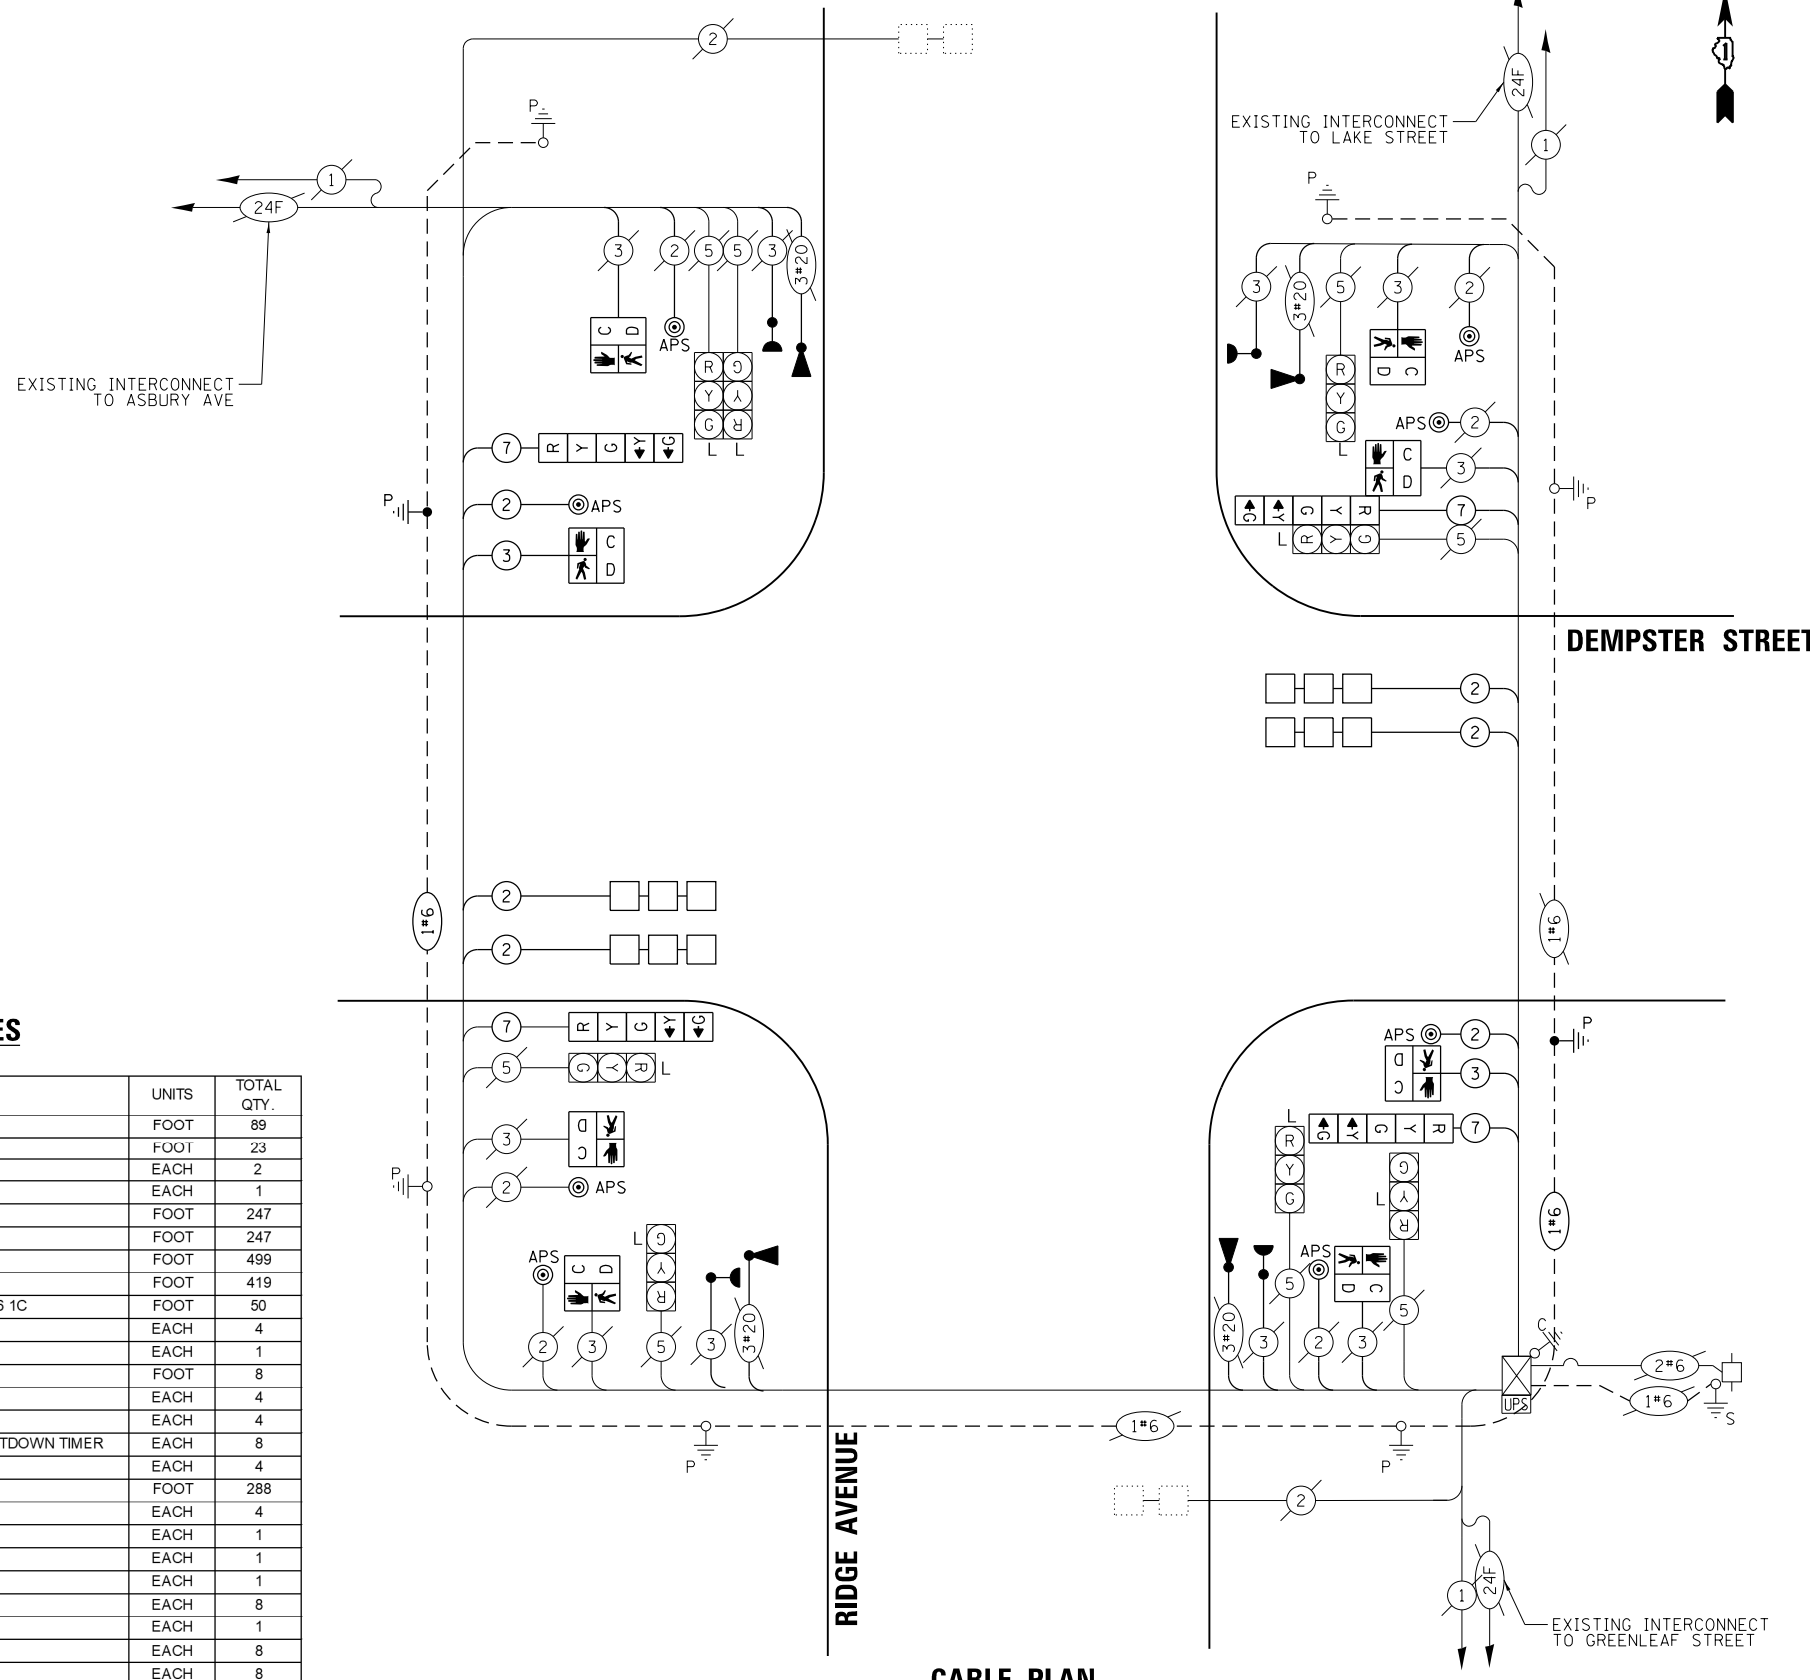 2
24F
1
EXISTING INTERCONNECT
TO LAKE STREET
1
P
P
1
24F
3 2 5 5 3 3#20
3 3#20 5 3 2
C D
APS
R G
Y Y
G R
L L
EXISTING INTERCONNECT
TO ASBURY AVE
R
Y
G
L
D C
APS
APS 2
C
D
3
7 R Y G Y G
P
2 APS
3
C
D
G Y G Y R 7
L R Y G 5
P
DEMPSTER STREET
2
2
2
2
1#6
1#6
ES
7 R Y G Y G
5 G Y R L
3
D
C
2 APS
P
APS 2
D
C
3
P
G Y G Y R 7
L
R
Y
G
G
Y
R
L
1#6
UNITS TOTAL
QTY.
FOOT 89
FOOT 23
EACH 2
EACH 1
FOOT 247
FOOT 247
FOOT 499
FOOT 419
6 1C FOOT 50
EACH 4
EACH 1
FOOT 8
EACH 4
EACH 4
TDOWN TIMER EACH 8
EACH 4
FOOT 288
EACH 4
EACH 1
EACH 1
EACH 1
EACH 8
EACH 1
EACH 8
EACH 8
APS
C D
L
G
Y
R
2 3 5 3 3#20
APS
D C
3#20 3 5 2 3 5
C
UPS
2#6
1#6
S
1#6
P
P
RIDGE AVENUE
2
1
24F
EXISTING INTERCONNECT
TO GREENLEAF STREET
CABLE PLAN